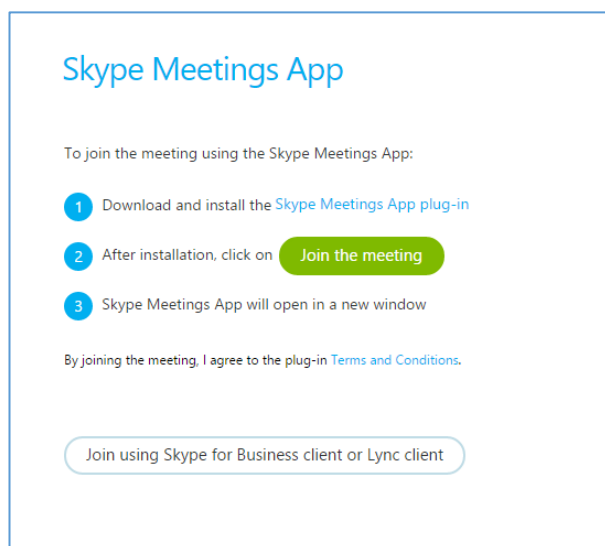 Skype Meetings App
To join the meeting using the Skype Meetings App:
1 Download and install the Skype Meetings App plug-in
2 After installation, click on Join the meeting
3 Skype Meetings App will open in a new window
By joining the meeting, I agree to the plug-in Terms and Conditions.
Join using Skype for Business client or Lync client